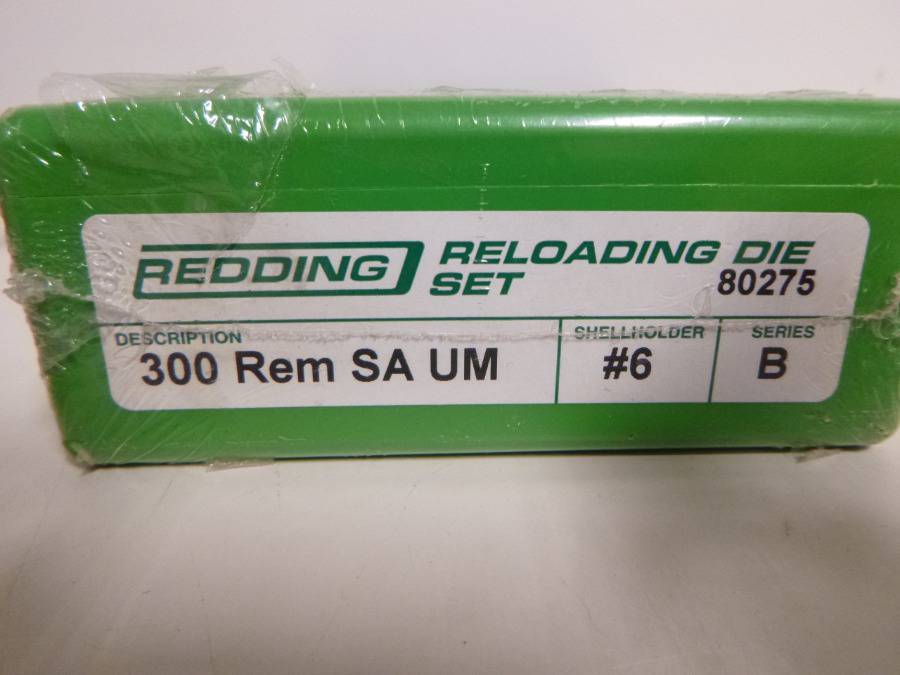 REDDING RELOADING DIE
SET 80275
DESCRIPTION SHELLHOLDER SERIES
300 Rem SA UM #6 B